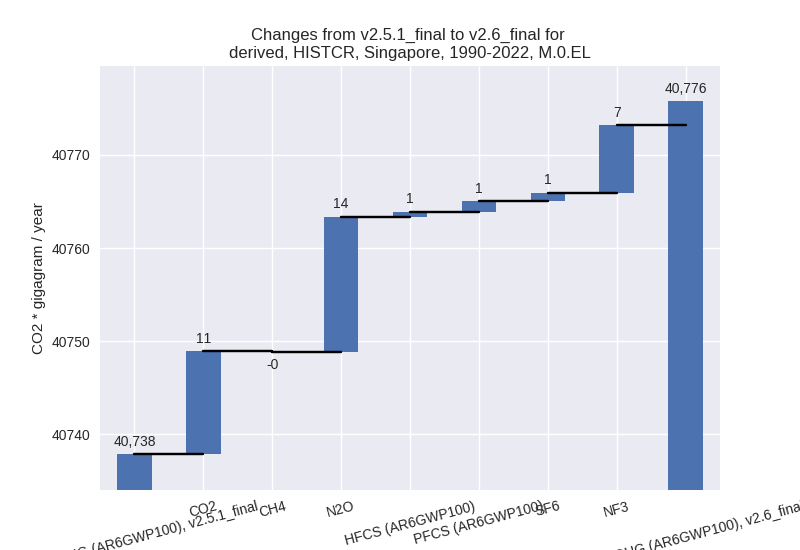 Changes from v2.5.1_final to v2.6_final for
derived, HISTCR, Singapore, 1990-2022, M.0.EL
CO2 * gigagram / year
40770
40760
40750
40740
40,738
11
-0
14
1
1
1
7
40,776
(AR6GWP100), v2.5.1_final
CO2
CH4
N2O
HFCS (AR6GWP100)
PFCS (AR6GWP100)
SF6
NF3
(AR6GWP100), v2.6_final